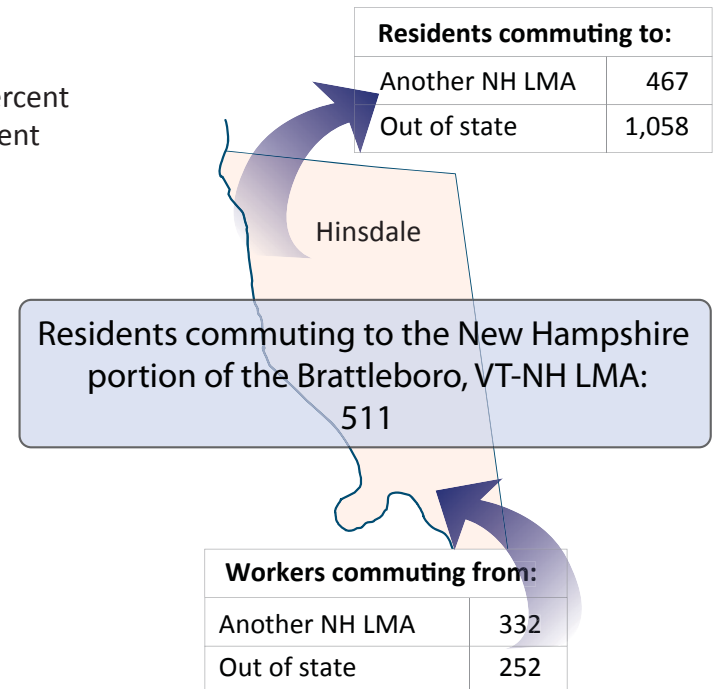 Residents commuting to:
Another NH LMA 467
Out of state 1,058
Hinsdale
Residents commuting to the New Hampshire
portion of the Brattleboro, VT-NH LMA:
511
Workers commuting from:
Another NH LMA 332
Out of state 252